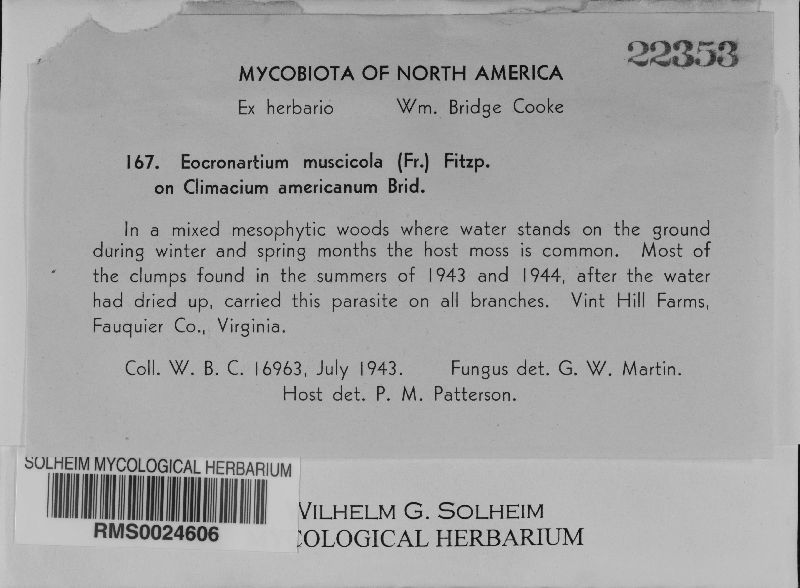 22353
MYCOBIOTA OF NORTH AMERICA
Ex herbario Wm. Bridge Cooke
167. Eocronartium muscicola (Fr.) Fitzp.
on Climacium americanum Brid.
In a mixed mesophytic woods where water stands on the ground
during winter and spring months the host moss is common. Most of
the clumps found in the summers of 1943 and 1944, after the water
had dried up, carried this parasite on all branches. Vint Hill Farms,
Fauquier Co., Virginia.
Coll. W. B. C. 16963, July 1943. Fungus det. G. W. Martin.
Host det. P. M. Patterson.
SOLHEIM MYCOLOGICAL HERBARIUM
RMS0024606
WILHELM G. SOLHEIM
COLOGICAL HERBARIUM